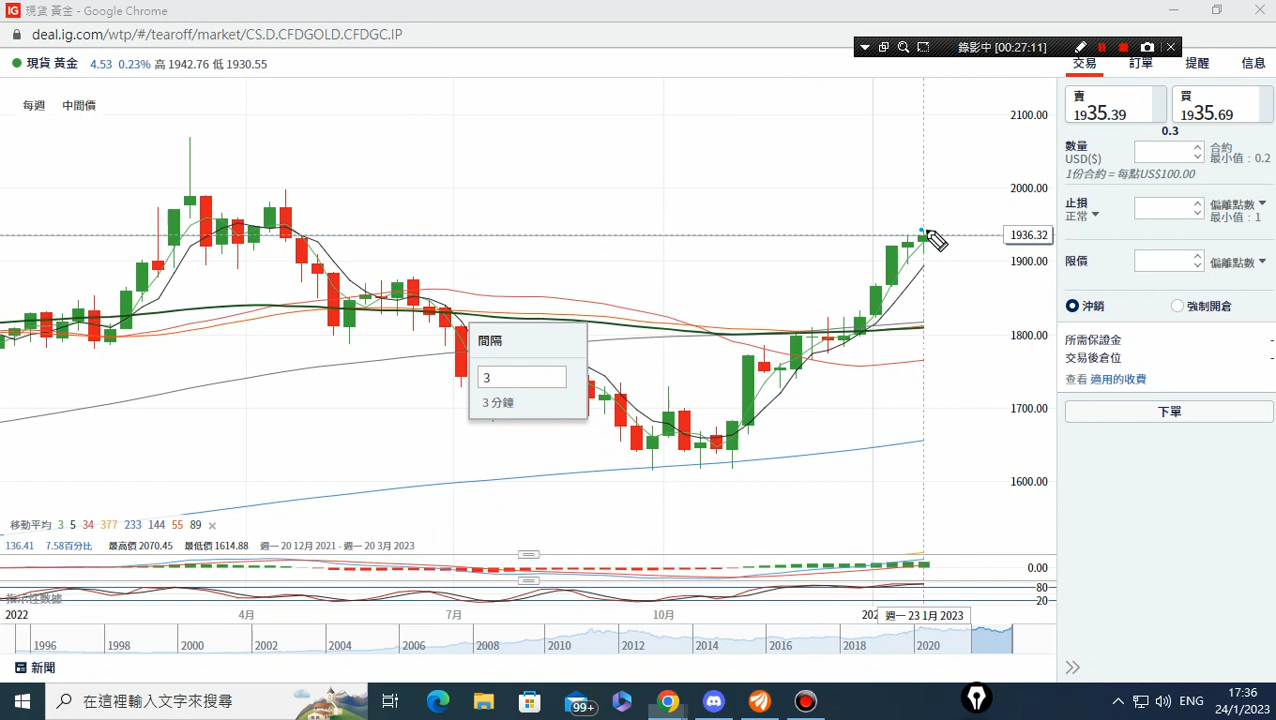 IG 現貨 黃金 - Google Chrome
deal.ig.com/wtp/#/tearoff/market/CS.D.CFDGOLD.CFDGC.IP
錄影中 [00:27:11]
現貨 黃金 4.53 0.23% 高 1942.76 低 1930.55
交易 訂單 提醒 信息
每週 中間價
2100.00
2000.00
1936.32
1900.00
1800.00
1700.00
1600.00
賣
1935.39
買
1935.69
0.3
數量
USD($)
合約
最小值 : 0.2
1份合約 = 每點US$100.00
止損
正常
偏離點數
最小值 : 1
限價
偏離點數
沖銷 強制開倉
所需保證金 -
交易後倉位 -
查看 適用的收費
下單
間隔
3
3 分鐘
移動平均 3 5 34 377 233 144 55 89
136.41 7.58百分比 最高價 2070.45 最低價 1614.88 週一 20 12月 2021 - 週一 20 3月 2023
0.00
80
20
指示性數據
2022 4月 7月 10月 202 週一 23 1月 2023
1996 1998 2000 2002 2004 2006 2008 2010 2012 2014 2016 2018 2020
新聞
在這裡輸入文字來搜尋
99+
ENG
17:36
24/1/2023